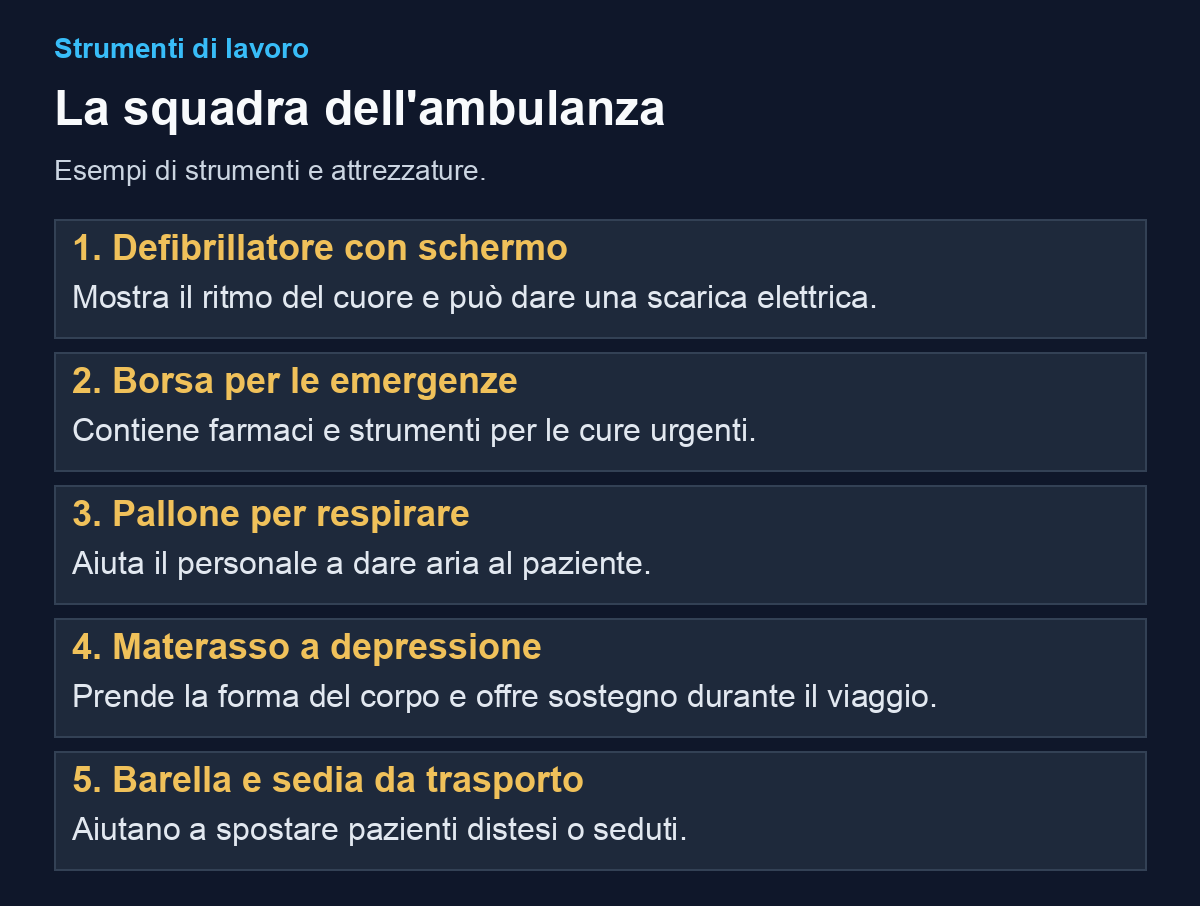 Strumenti di lavoro
La squadra dell'ambulanza
Esempi di strumenti e attrezzature.
1. Defibrillatore con schermo
Mostra il ritmo del cuore e può dare una scarica elettrica.
2. Borsa per le emergenze
Contiene farmaci e strumenti per le cure urgenti.
3. Pallone per respirare
Aiuta il personale a dare aria al paziente.
4. Materasso a depressione
Prende la forma del corpo e offre sostegno durante il viaggio.
5. Barella e sedia da trasporto
Aiutano a spostare pazienti distesi o seduti.